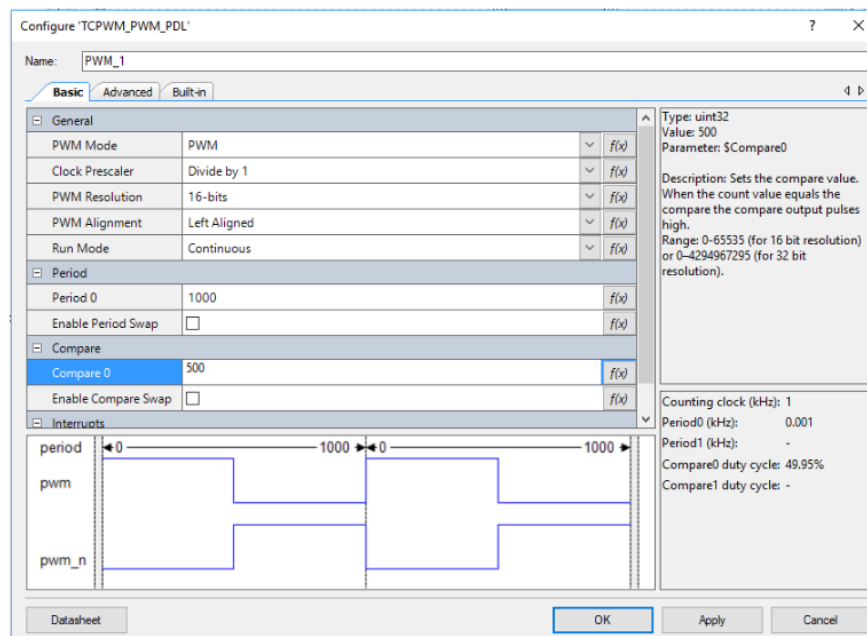 Configure 'TCPWM_PWM_PDL'
Name: PWM_1
Basic Advanced Built-in
General
PWM Mode PWM f(x)
Clock Prescaler Divide by 1 f(x)
PWM Resolution 16-bits f(x)
PWM Alignment Left Aligned f(x)
Run Mode Continuous f(x)
Period
Period 0 1000 f(x)
Enable Period Swap f(x)
Compare
Compare 0 500 f(x)
Enable Compare Swap f(x)
Interrupts
Type: uint32
Value: 500
Parameter: $Compare0
Description: Sets the compare value.
When the count value equals the
compare the compare output pulses
high.
Range: 0-65535 (for 16 bit resolution)
or 0–4294967295 (for 32 bit
resolution).
Counting clock (kHz): 1
Period0 (kHz): 0.001
Period1 (kHz): -
Compare0 duty cycle: 49.95%
Compare1 duty cycle: -
period 0 1000 0 1000
pwm
pwm_n
Datasheet OK Apply Cancel